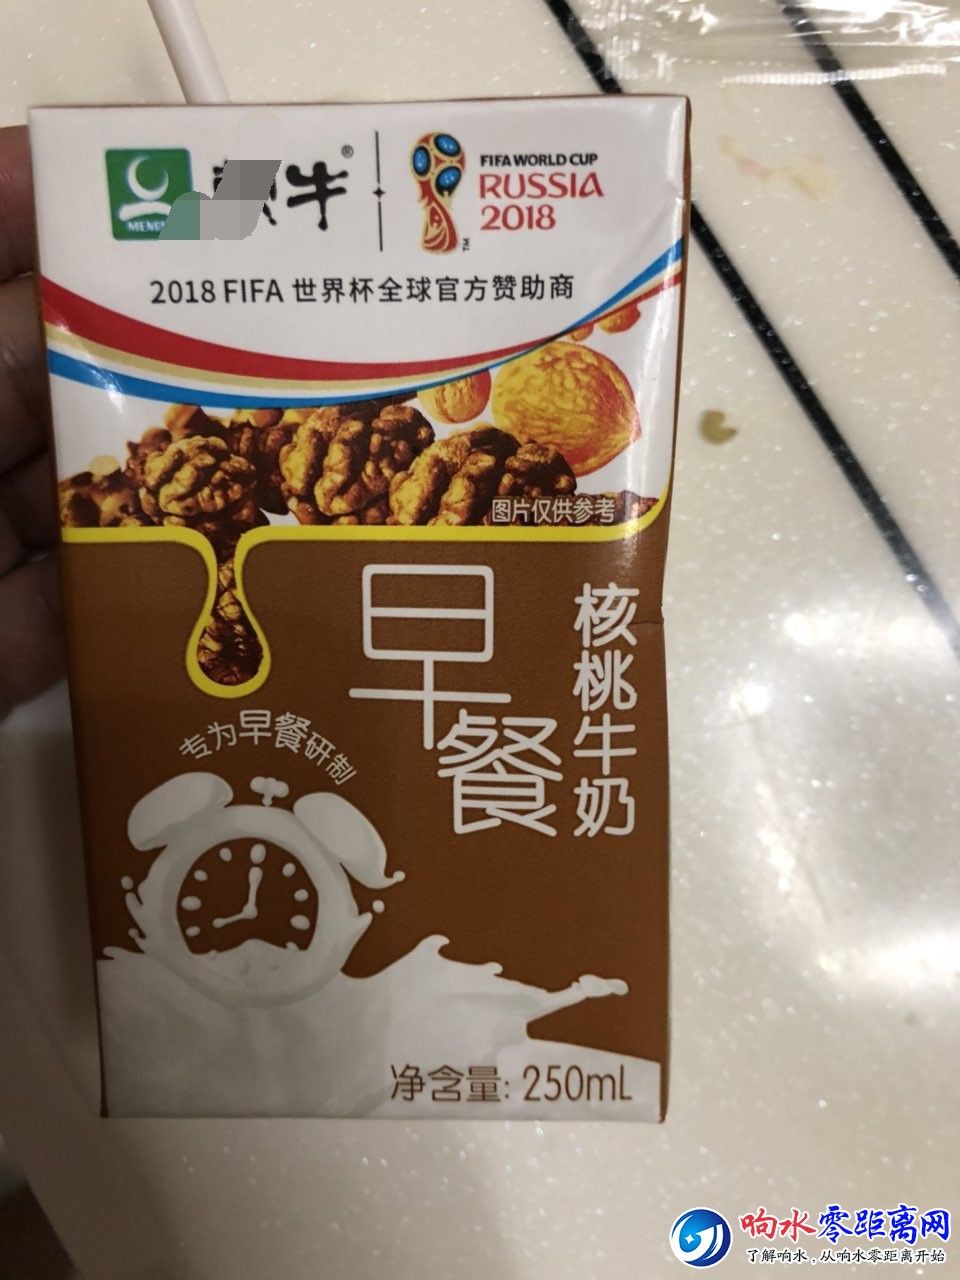 牛®
FIFA WORLD CUP
RUSSIA
2018
TM
2018 FIFA 世界杯全球官方赞助商
图片仅供参考
早餐
核桃牛奶
专为早餐研制
净含量: 250mL
响水零距离网
了解响水,从响水零距离开始